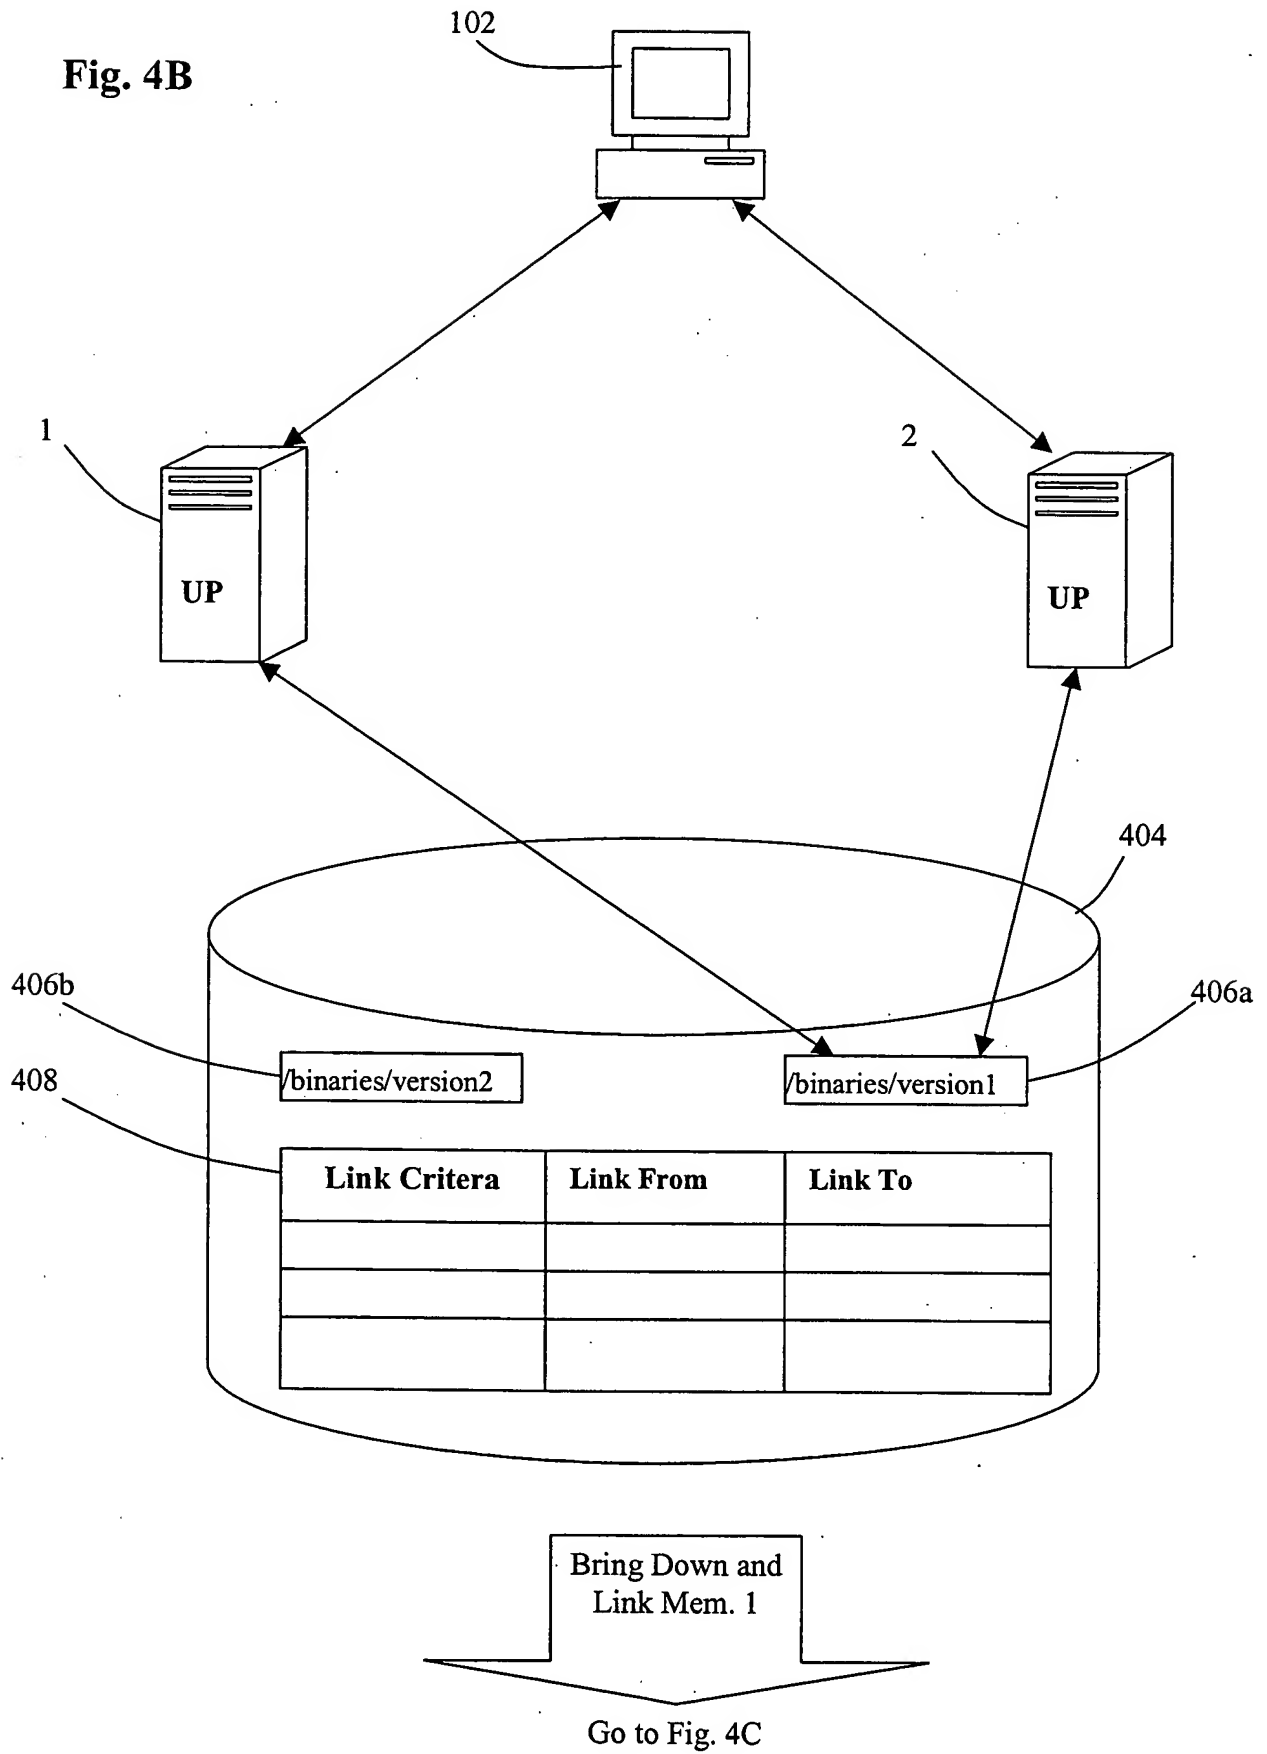 102
Fig. 4B
1
2
UP
UP
404
406b
406a
/binaries/version2
/binaries/version1
408
Link Critera
Link From
Link To
Bring Down and
Link Mem. 1
Go to Fig. 4C